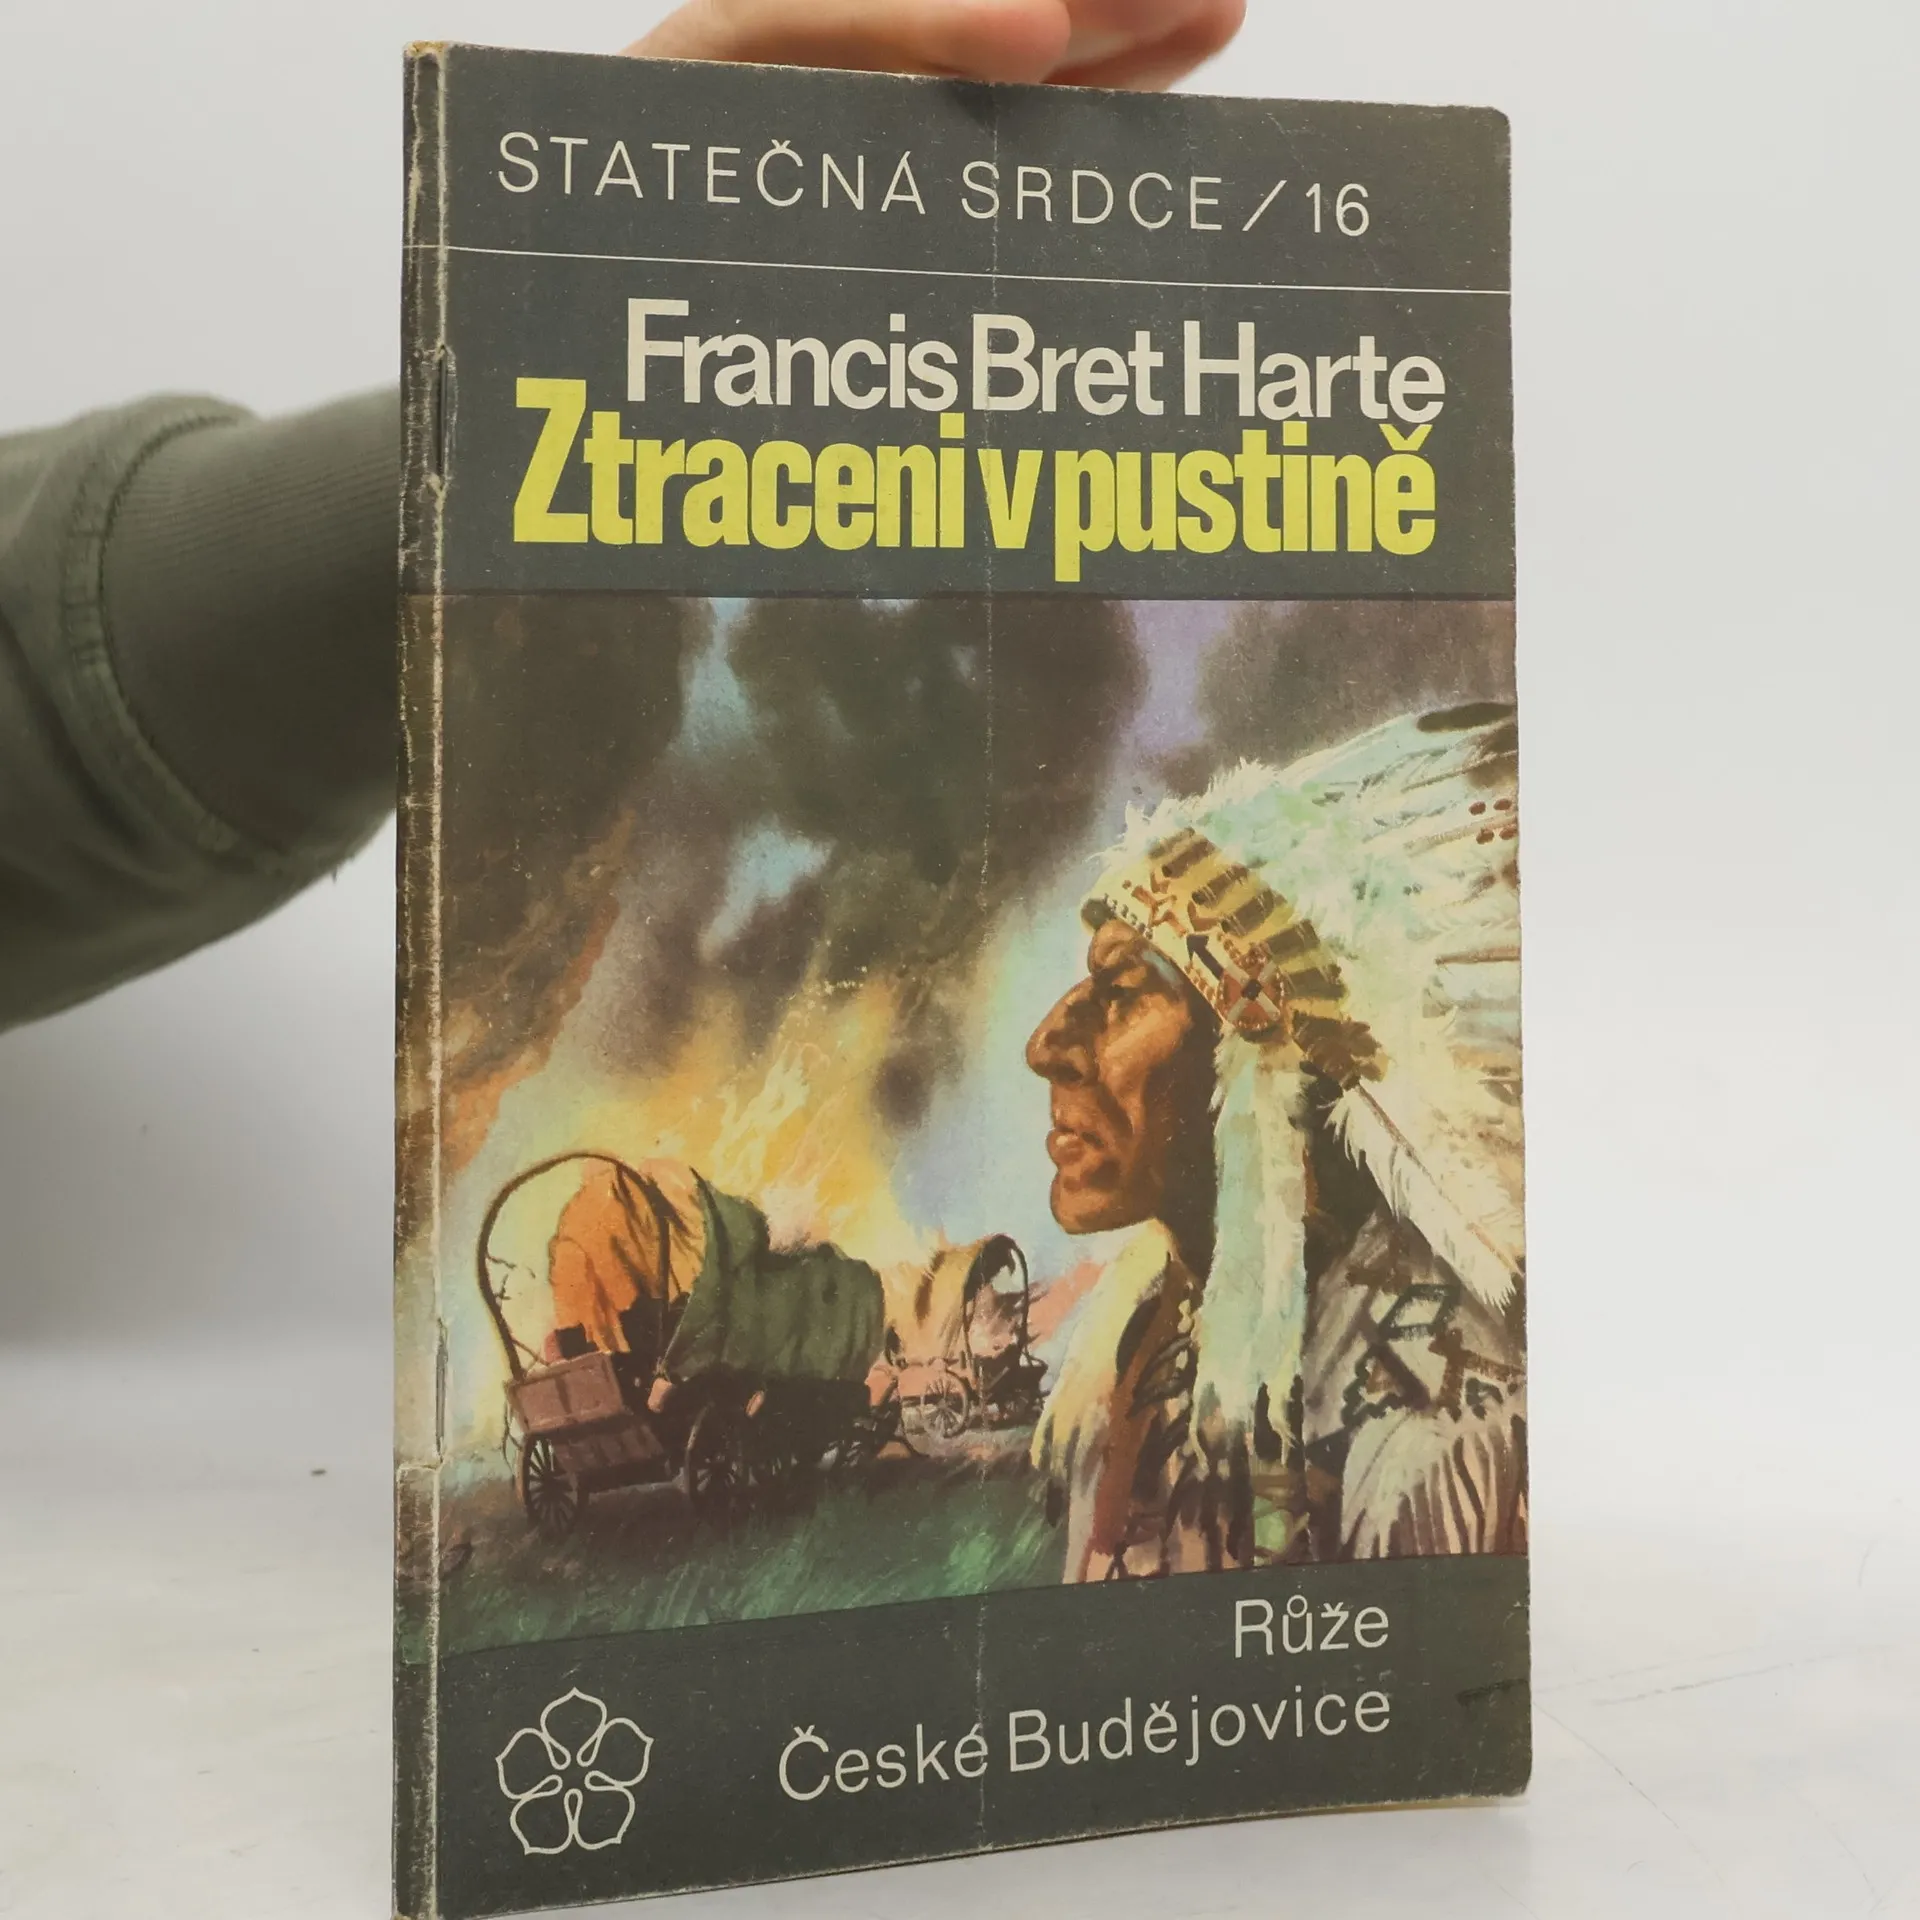 STATEČNÁ SRDCE/16
Francis Bret Harte
Ztraceni v pustině
Růže
České Budějovice